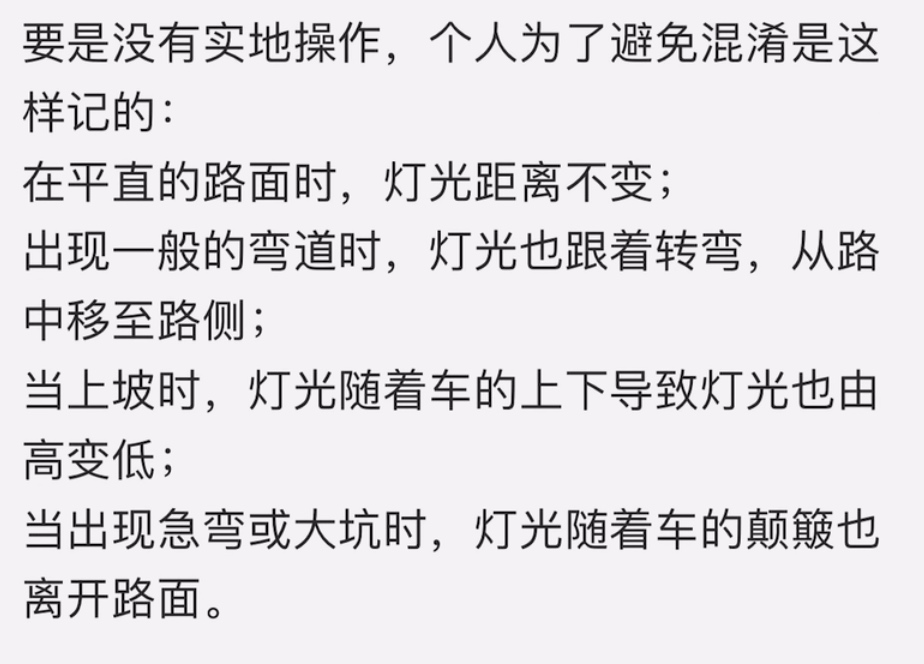 要是没有实地操作，个人为了避免混淆是这
样记的：
在平直的路面时，灯光距离不变；
出现一般的弯道时，灯光也跟着转弯，从路
中移至路侧；
当上坡时，灯光随着车的上下导致灯光也由
高变低；
当出现急弯或大坑时，灯光随着车的颠簸也
离开路面。